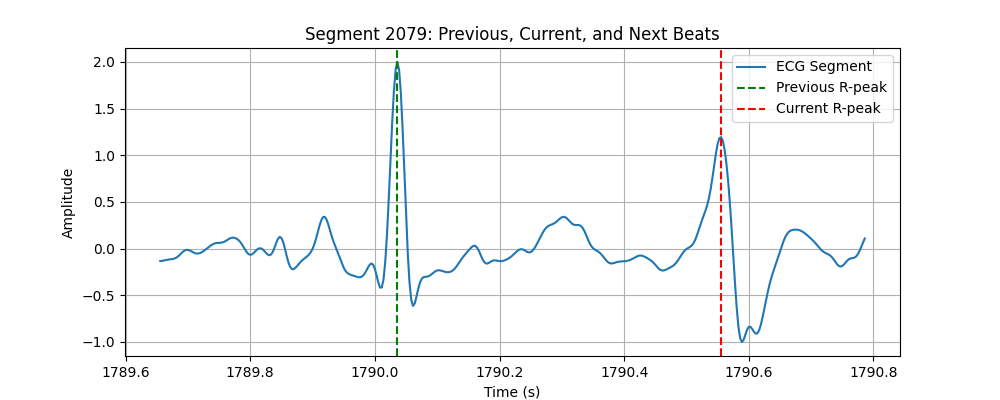 Segment 2079: Previous, Current, and Next Beats
ECG Segment
Previous R-peak
Current R-peak
Amplitude
2.0
1.5
1.0
0.5
0.0
−0.5
−1.0
1789.6 1789.8 1790.0 1790.2 1790.4 1790.6 1790.8
Time (s)